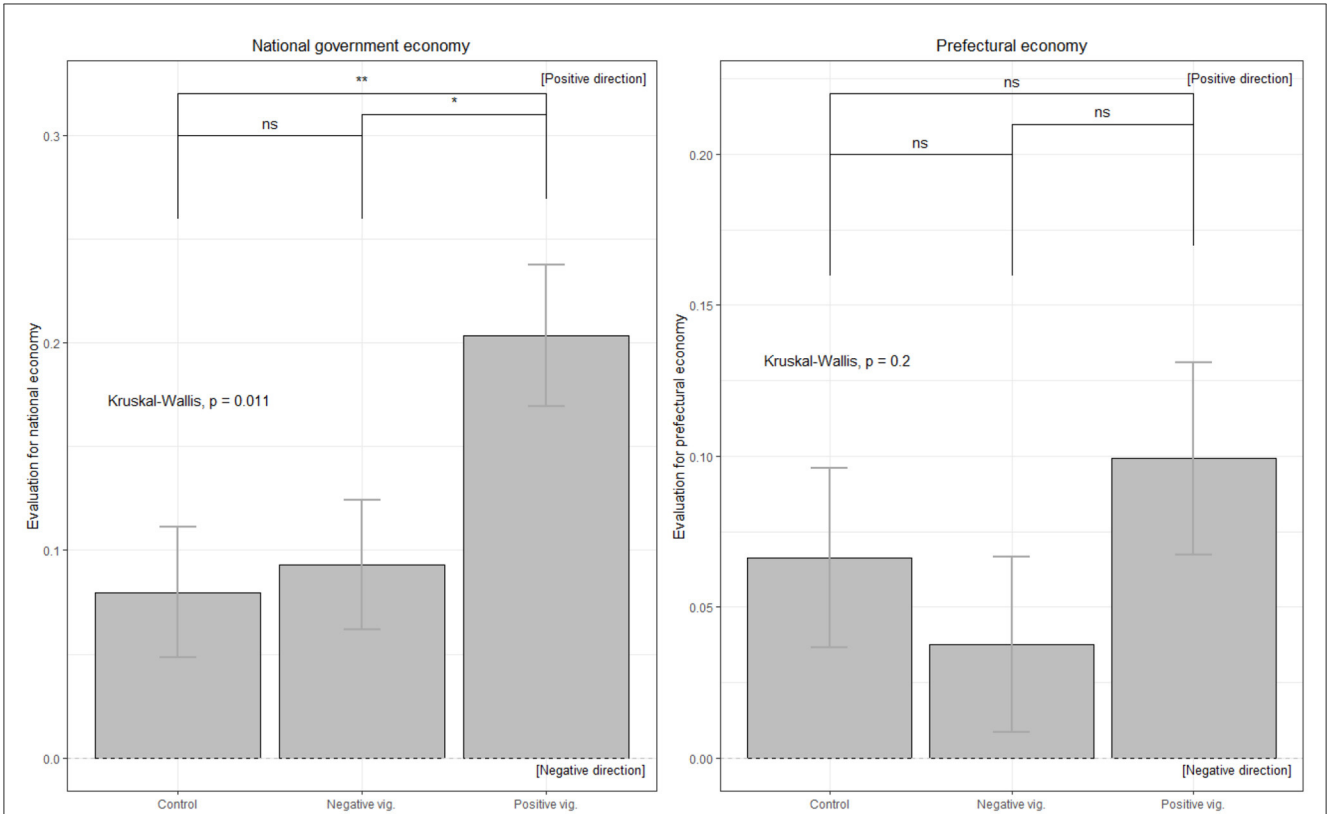 National government economy
[Positive direction]
**
*
ns
0.3
0.2
0.1
0.0
Evaluation for national economy
Kruskal-Wallis, p = 0.011
[Negative direction]
Control
Negative vig.
Positive vig.
Prefectural economy
[Positive direction]
ns
ns
ns
0.20
0.15
0.10
0.05
0.00
Evaluation for prefectural economy
Kruskal-Wallis, p = 0.2
[Negative direction]
Control
Negative vig.
Positive vig.